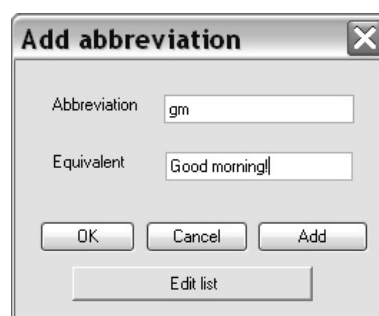 Add abbreviation
Abbreviation gm
Equivalent Good morning!
OK Cancel Add
Edit list